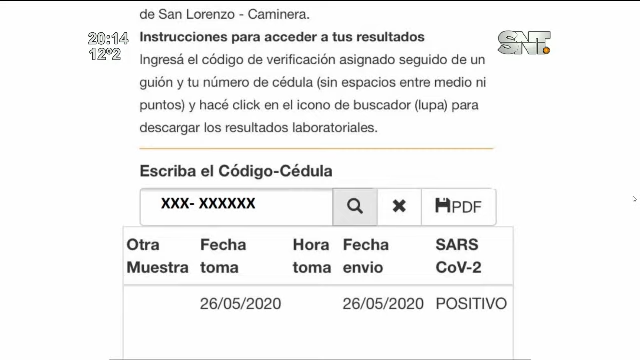 de San Lorenzo - Caminera.
20:14
12º2
SNT.
Instrucciones para acceder a tus resultados
Ingresá el código de verificación asignado seguido de un
guión y tu número de cédula (sin espacios entre medio ni
puntos) y hacé click en el icono de buscador (lupa) para
descargar los resultados laboratoriales.
Escriba el Código-Cédula
XXX- XXXXXX
PDF
Otra Muestra Fecha toma Hora toma Fecha envio SARS CoV-2
26/05/2020 26/05/2020 POSITIVO